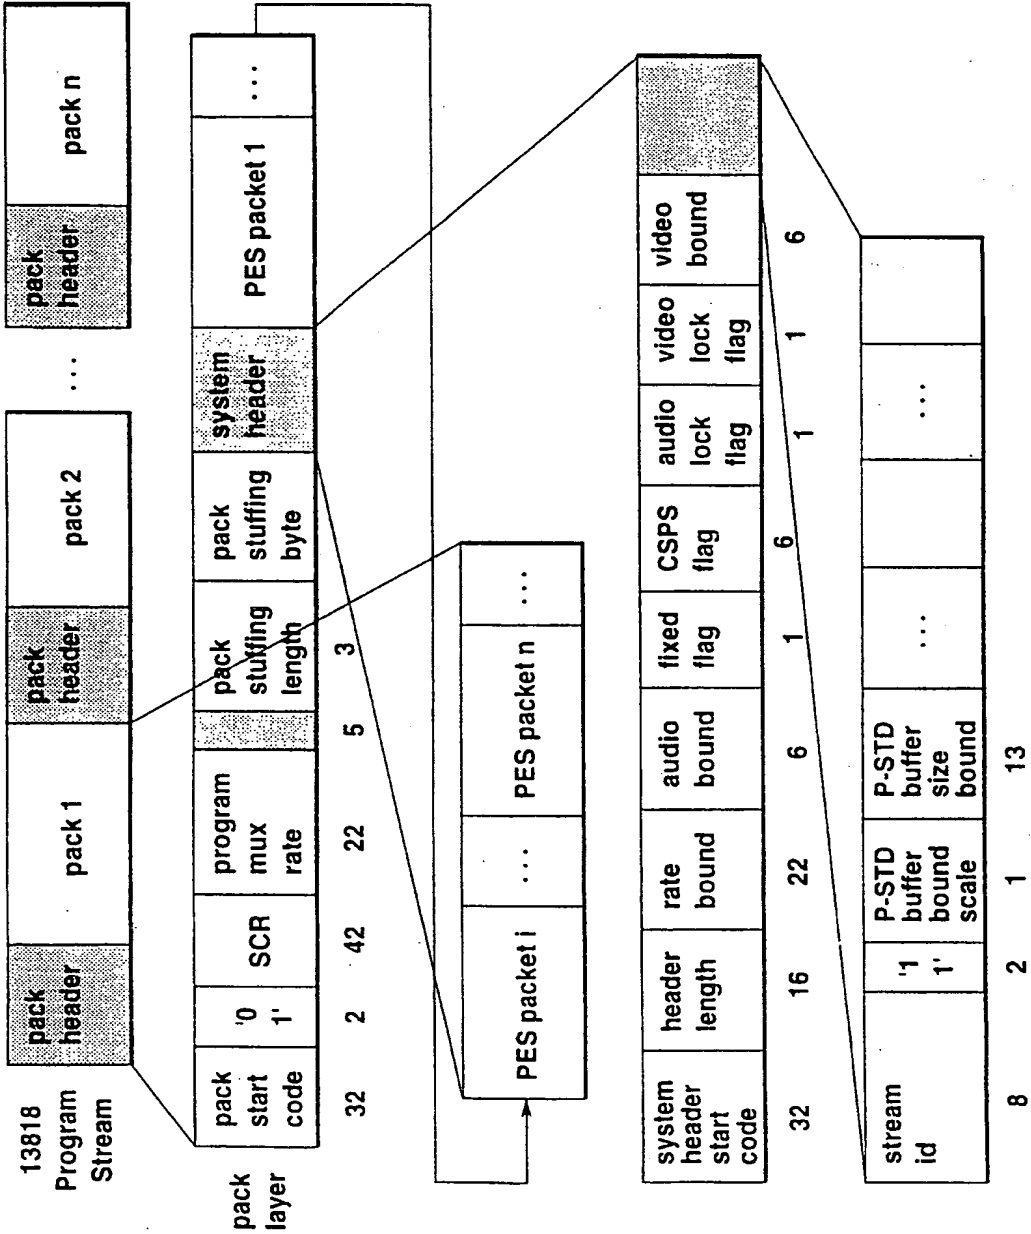 13818
Program
Stream
pack
header
pack 1
pack
header
pack 2
...
pack
header
pack n
pack
layer
pack
start
code
'0
1'
SCR
program
mux
rate
pack
stuffing
length
pack
stuffing
byte
system
header
PES packet 1
...
32
2
42
22
5
3
PES packet i
...
PES packet n
...
system
header
start
code
header
length
rate
bound
audio
bound
fixed
flag
CSPS
flag
audio
lock
flag
video
lock
flag
video
bound
32
16
22
6
1
6
1
1
6
stream
id
'1
1'
P-STD
buffer
bound
scale
P-STD
buffer
size
bound
...
...
8
2
1
13